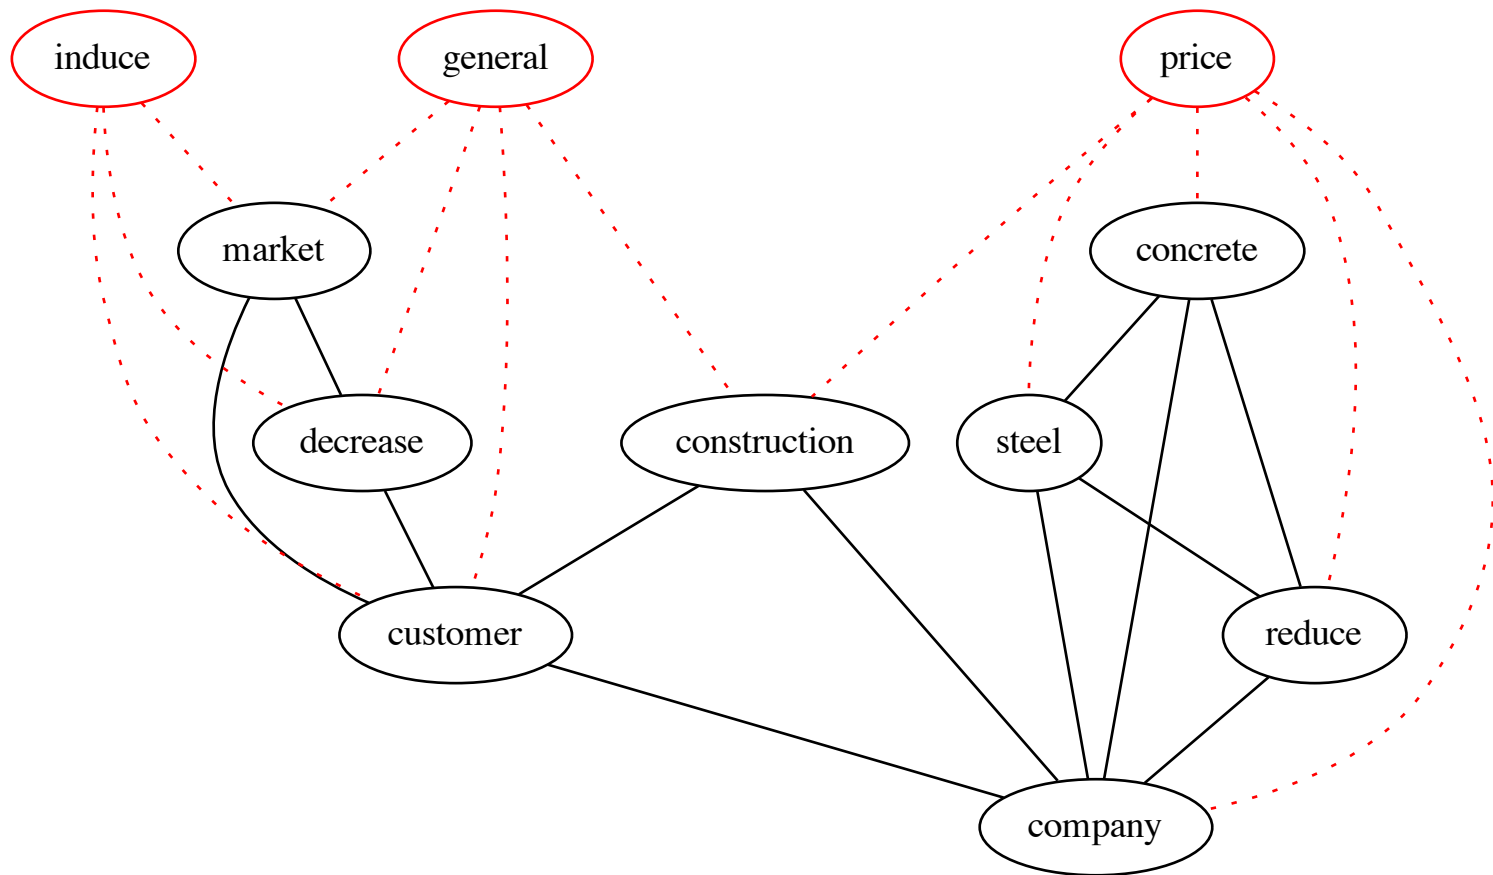 induce
general
price
market
concrete
decrease
construction
steel
customer
reduce
company